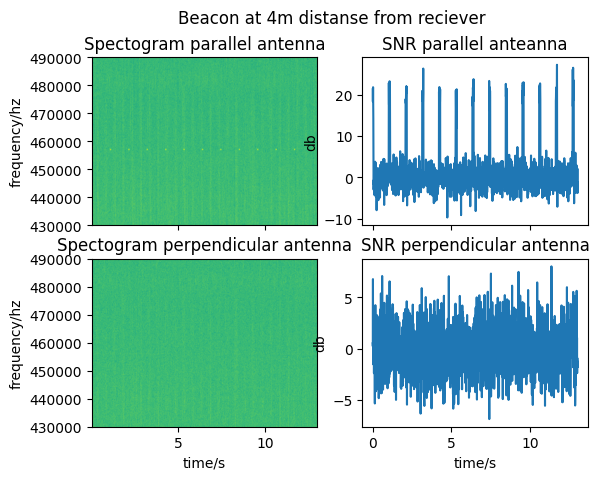 Beacon at 4m distanse from reciever
Spectogram parallel antenna
SNR parallel anteanna
490000
480000
470000
460000
450000
440000
430000
frequency/hz
20
10
0
−10
db
Spectogram perpendicular antenna
SNR perpendicular antenna
490000
480000
470000
460000
450000
440000
430000
frequency/hz
5
10
time/s
5
0
−5
db
0
5
10
time/s